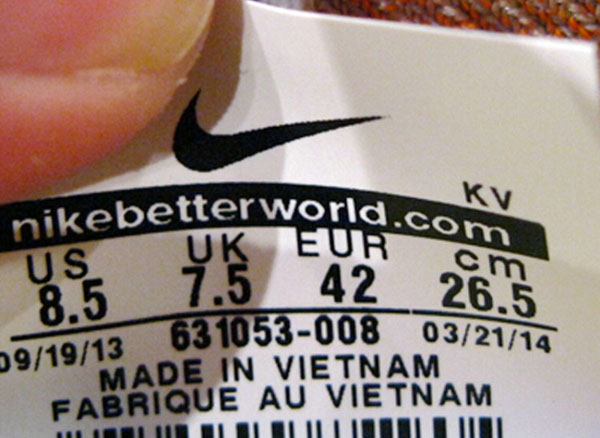 KV
nikebetterworld.com
US UK EUR cm
8.5 7.5 42 26.5
09/19/13 631053-008 03/21/14
MADE IN VIETNAM
FABRIQUE AU VIETNAM